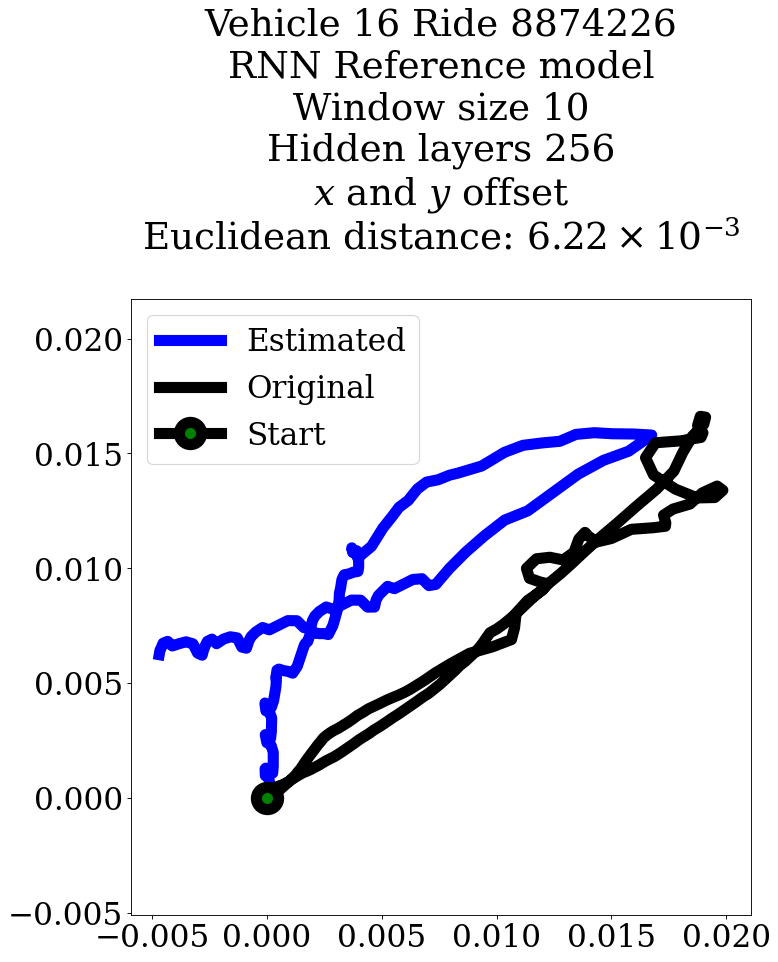 Vehicle 16 Ride 8874226
RNN Reference model
Window size 10
Hidden layers 256
x and y offset
Euclidean distance: 6.22 × 10⁻³
Estimated
Original
Start
0.020
0.015
0.010
0.005
0.000
−0.005
−0.005 0.000 0.005 0.010 0.015 0.020